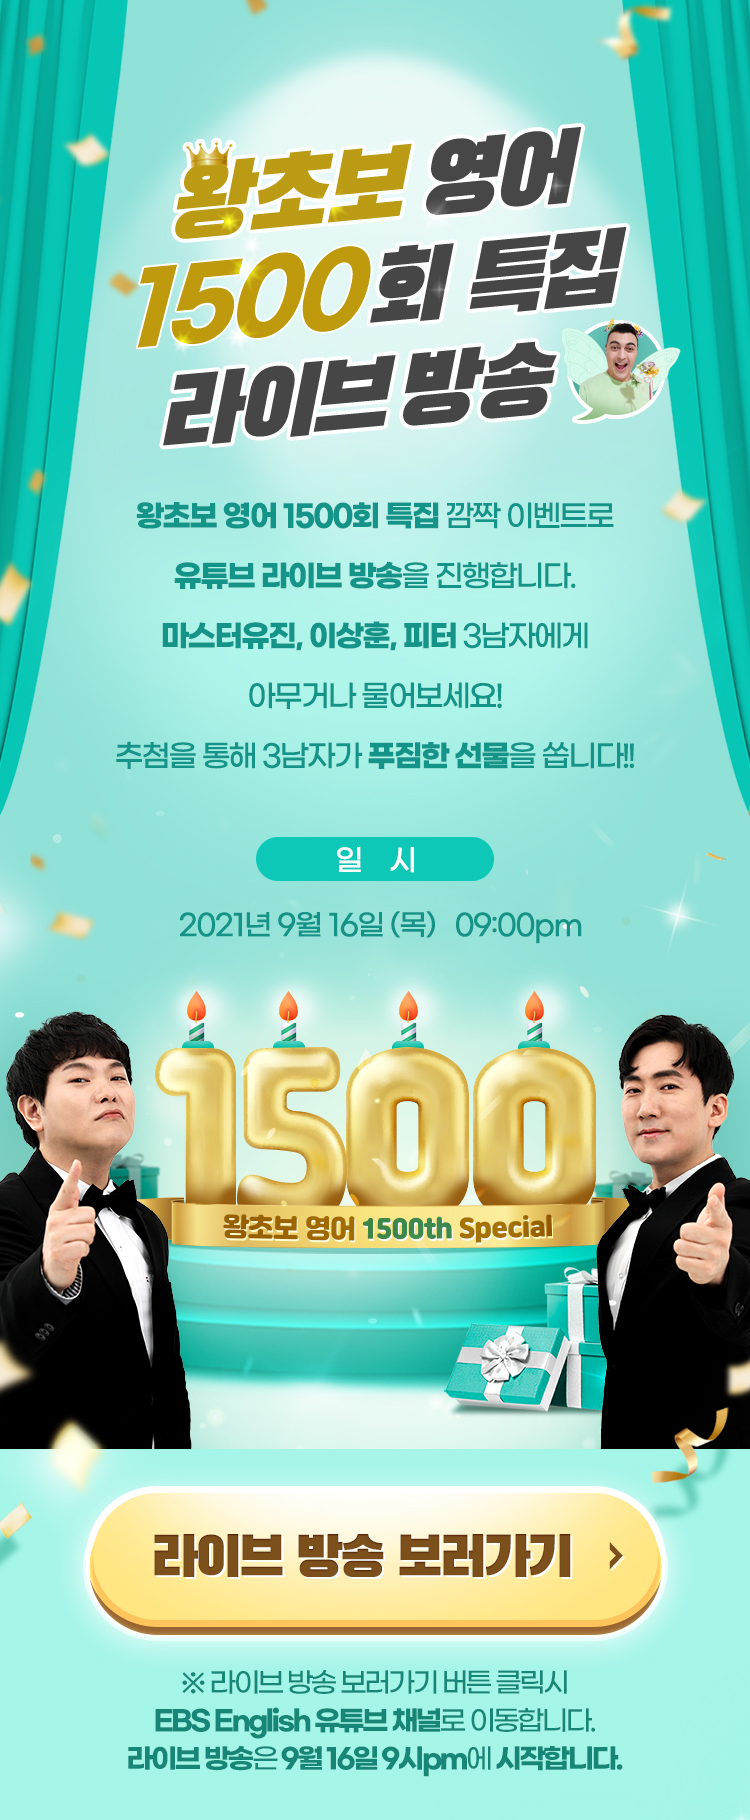 왕초보 영어
1500회 특집
라이브 방송
왕초보 영어 1500회 특집 깜짝 이벤트로
유튜브 라이브 방송을 진행합니다.
마스터유진, 이상훈, 피터 3남자에게
아무거나 물어보세요!
추첨을 통해 3남자가 푸짐한 선물을 쏩니다!!
일 시
2021년 9월 16일 (목) 09:00pm
1500
왕초보 영어 1500th Special
라이브 방송 보러가기 >
※ 라이브 방송 보러가기 버튼 클릭시
EBS English 유튜브 채널로 이동합니다.
라이브 방송은 9월 16일 9시pm에 시작합니다.